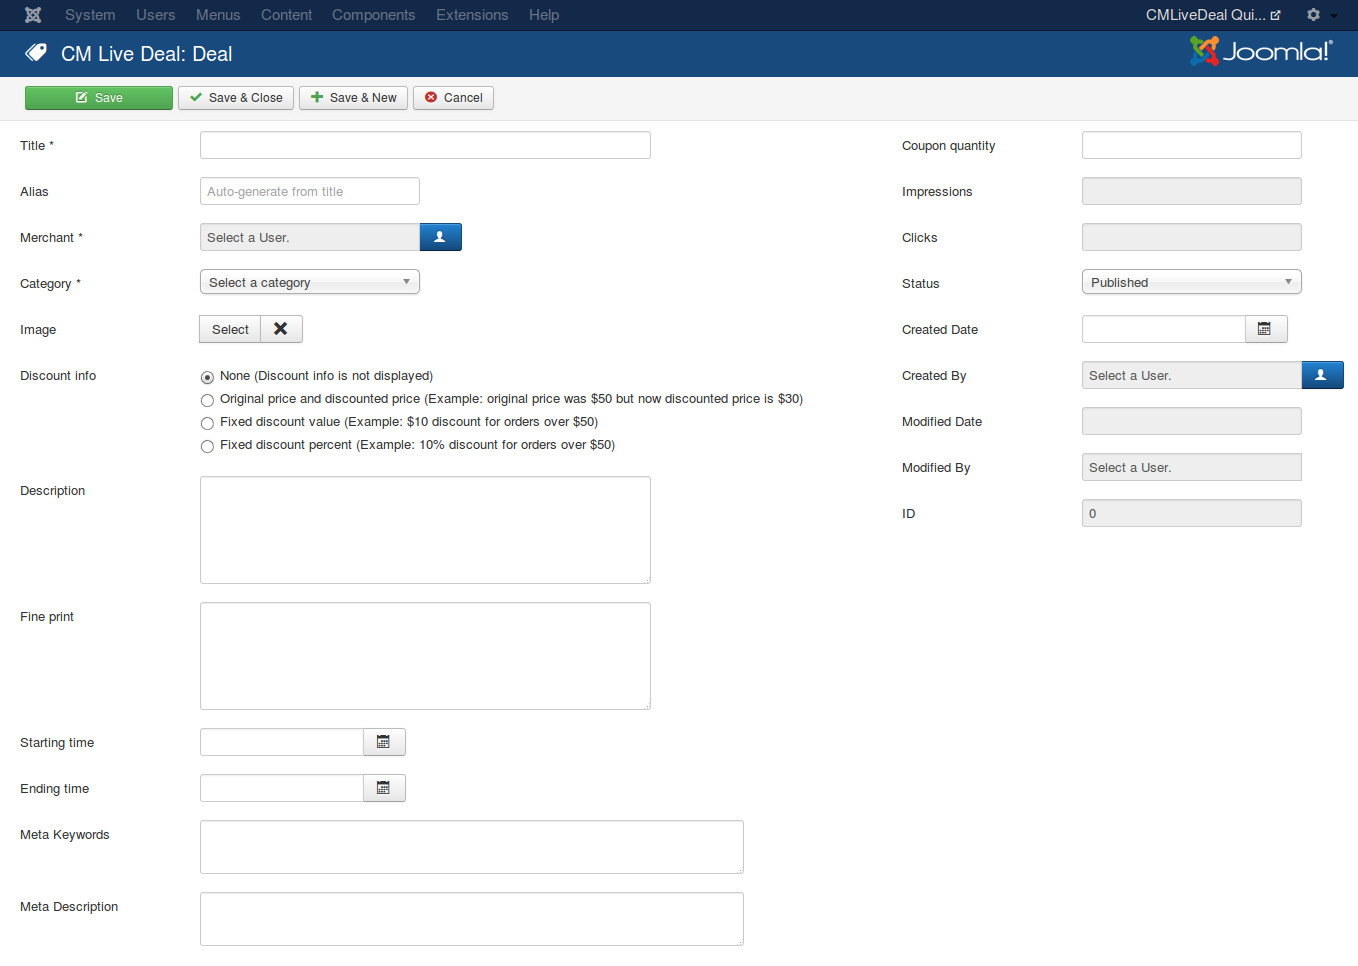 System Users Menus Content Components Extensions Help CMLiveDeal Qui...
CM Live Deal: Deal Joomla!®
Save Save & Close Save & New Cancel
Title *
Coupon quantity
Alias Auto-generate from title
Impressions
Merchant * Select a User.
Clicks
Category * Select a category
Status Published
Image Select
Created Date
Discount info None (Discount info is not displayed)
Created By Select a User.
Original price and discounted price (Example: original price was $50 but now discounted price is $30)
Fixed discount value (Example: $10 discount for orders over $50)
Modified Date
Fixed discount percent (Example: 10% discount for orders over $50)
Modified By Select a User.
Description
ID 0
Fine print
Starting time
Ending time
Meta Keywords
Meta Description